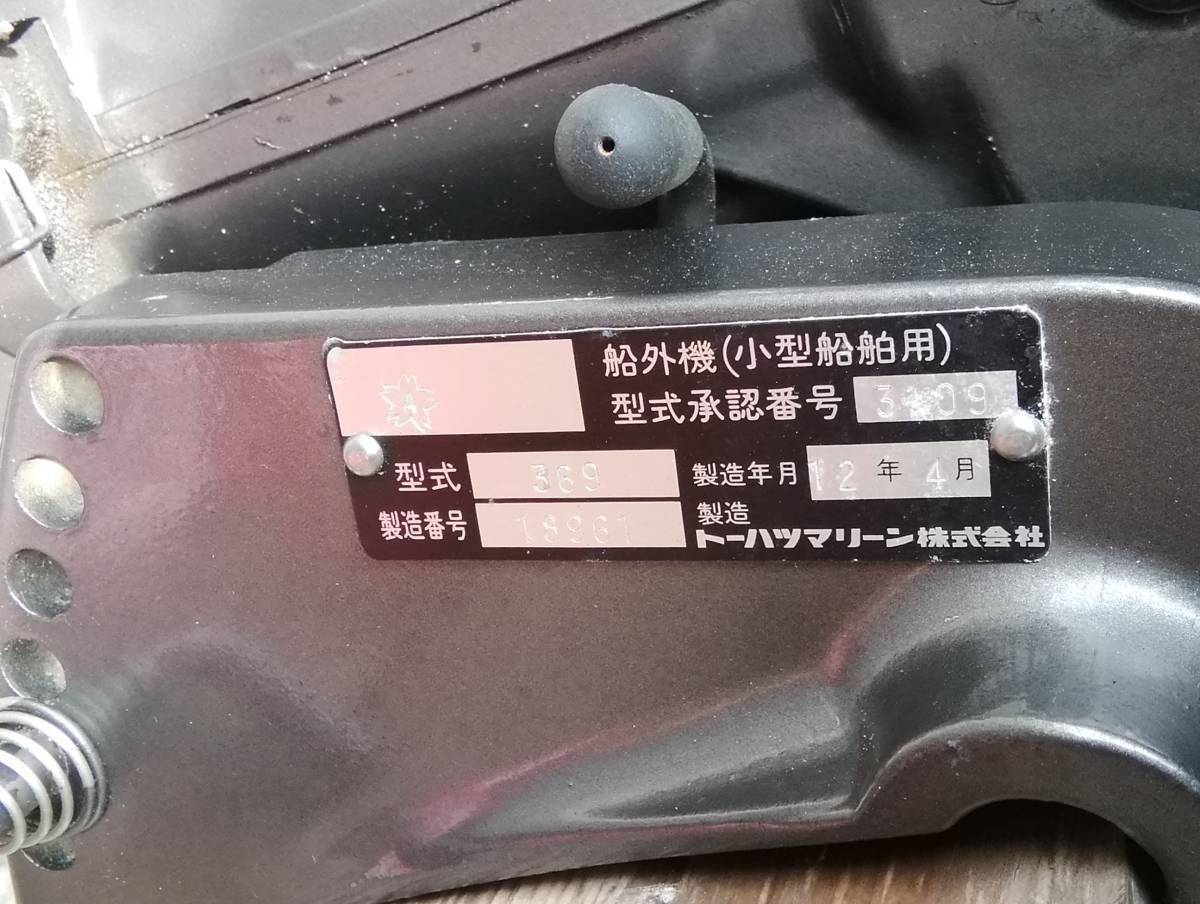 船外機(小型船舶用)
型式承認番号
型式 369
製造番号 18961
製造年月 12年4月
製造
トーハツマリーン株式会社